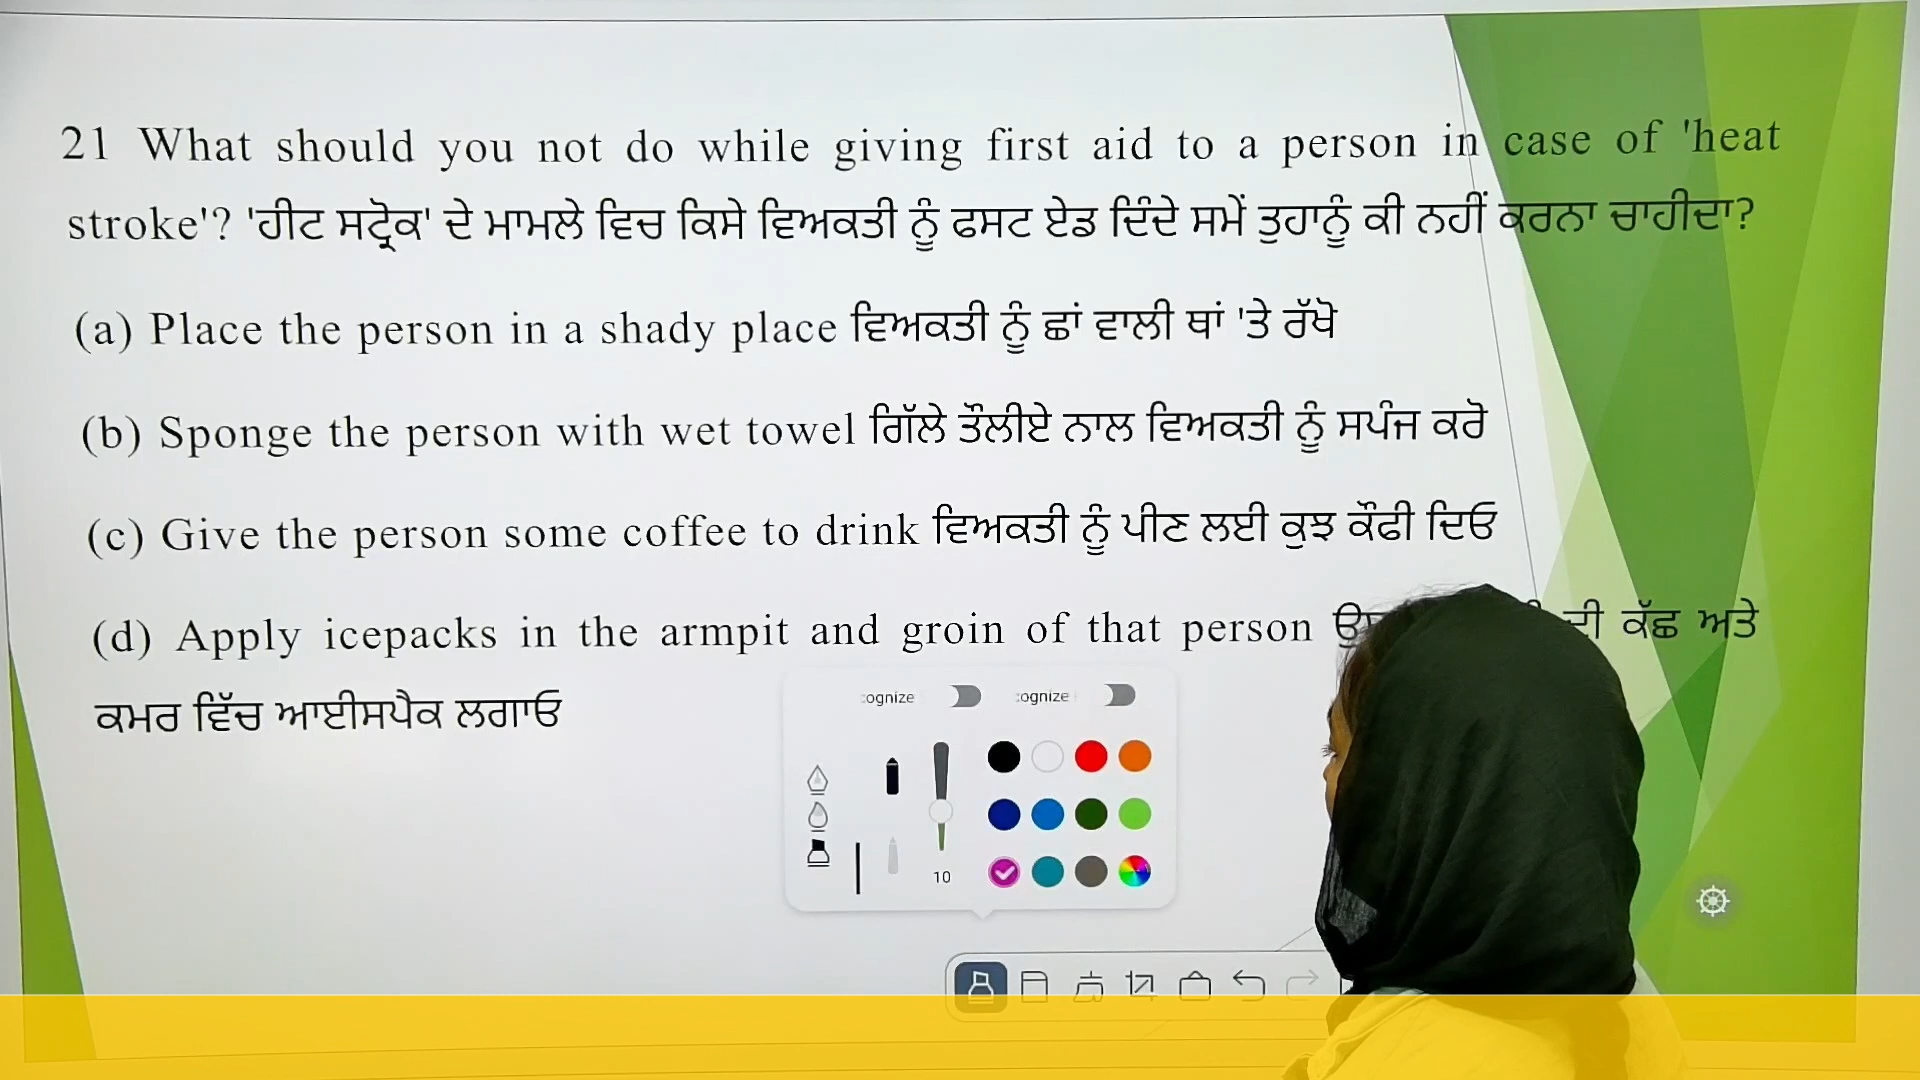 21 What should you not do while giving first aid to a person in case of 'heat
stroke'? 'ਹੀਟ ਸਟ੍ਰੋਕ' ਦੇ ਮਾਮਲੇ ਵਿਚ ਕਿਸੇ ਵਿਅਕਤੀ ਨੂੰ ਫਸਟ ਏਡ ਦਿੰਦੇ ਸਮੇਂ ਤੁਹਾਨੂੰ ਕੀ ਨਹੀਂ ਕਰਨਾ ਚਾਹੀਦਾ?
(a) Place the person in a shady place ਵਿਅਕਤੀ ਨੂੰ ਛਾਂ ਵਾਲੀ ਥਾਂ 'ਤੇ ਰੱਖੋ
(b) Sponge the person with wet towel ਗਿੱਲੇ ਤੌਲੀਏ ਨਾਲ ਵਿਅਕਤੀ ਨੂੰ ਸਪੰਜ ਕਰੋ
(c) Give the person some coffee to drink ਵਿਅਕਤੀ ਨੂੰ ਪੀਣ ਲਈ ਕੁਝ ਕੌਫੀ ਦਿਓ
(d) Apply icepacks in the armpit and groin of that person ਦੀ ਕੱਛ ਅਤੇ
ਕਮਰ ਵਿੱਚ ਆਈਸਪੈਕ ਲਗਾਓ
ognize ognize
10